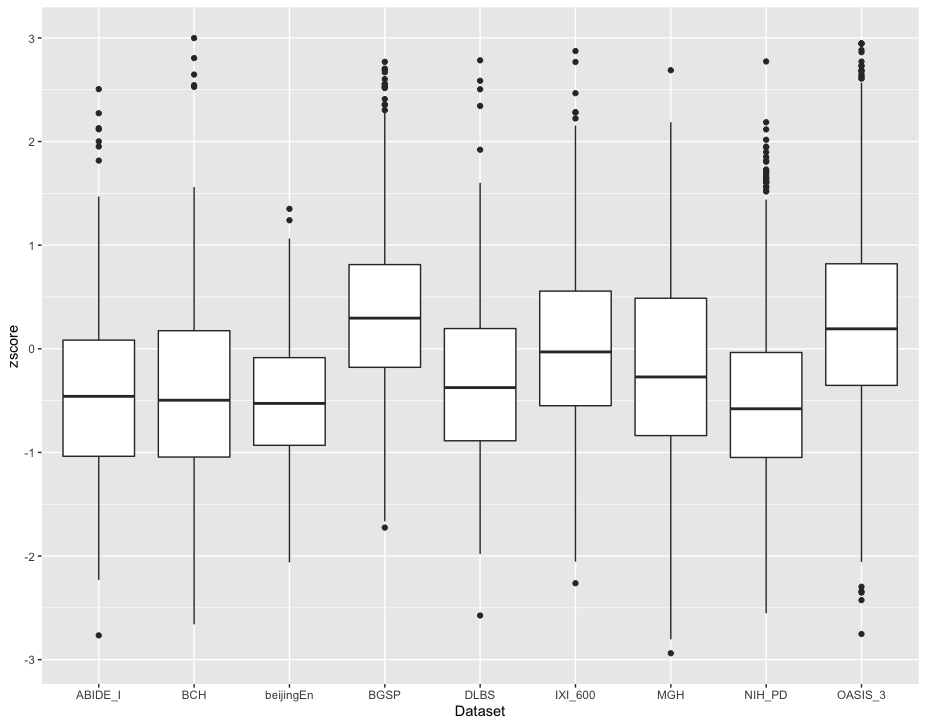 zscore
3
2
1
0
-1
-2
-3
ABIDE_I BCH beijingEn BGSP DLBS IXI_600 MGH NIH_PD OASIS_3
Dataset